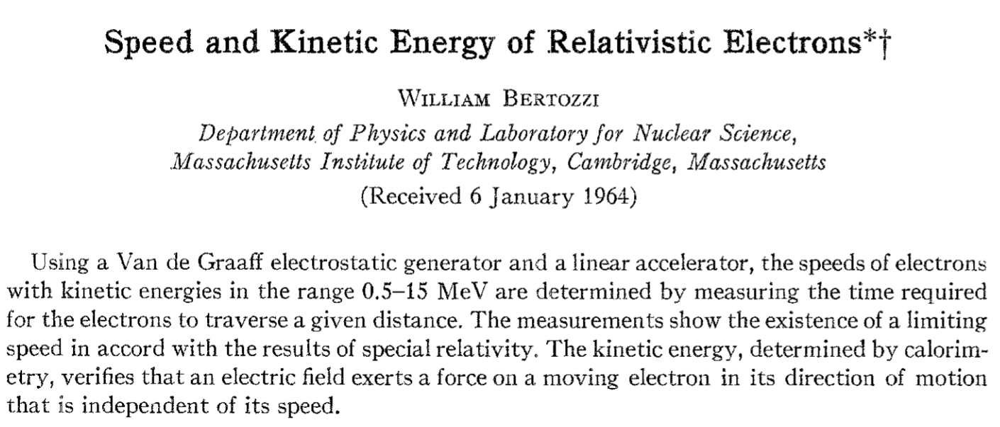 Speed and Kinetic Energy of Relativistic Electrons*†
WILLIAM BERTOZZI
Department of Physics and Laboratory for Nuclear Science,
Massachusetts Institute of Technology, Cambridge, Massachusetts
(Received 6 January 1964)
Using a Van de Graaff electrostatic generator and a linear accelerator, the speeds of electrons
with kinetic energies in the range 0.5–15 MeV are determined by measuring the time required
for the electrons to traverse a given distance. The measurements show the existence of a limiting
speed in accord with the results of special relativity. The kinetic energy, determined by calorim-
etry, verifies that an electric field exerts a force on a moving electron in its direction of motion
that is independent of its speed.